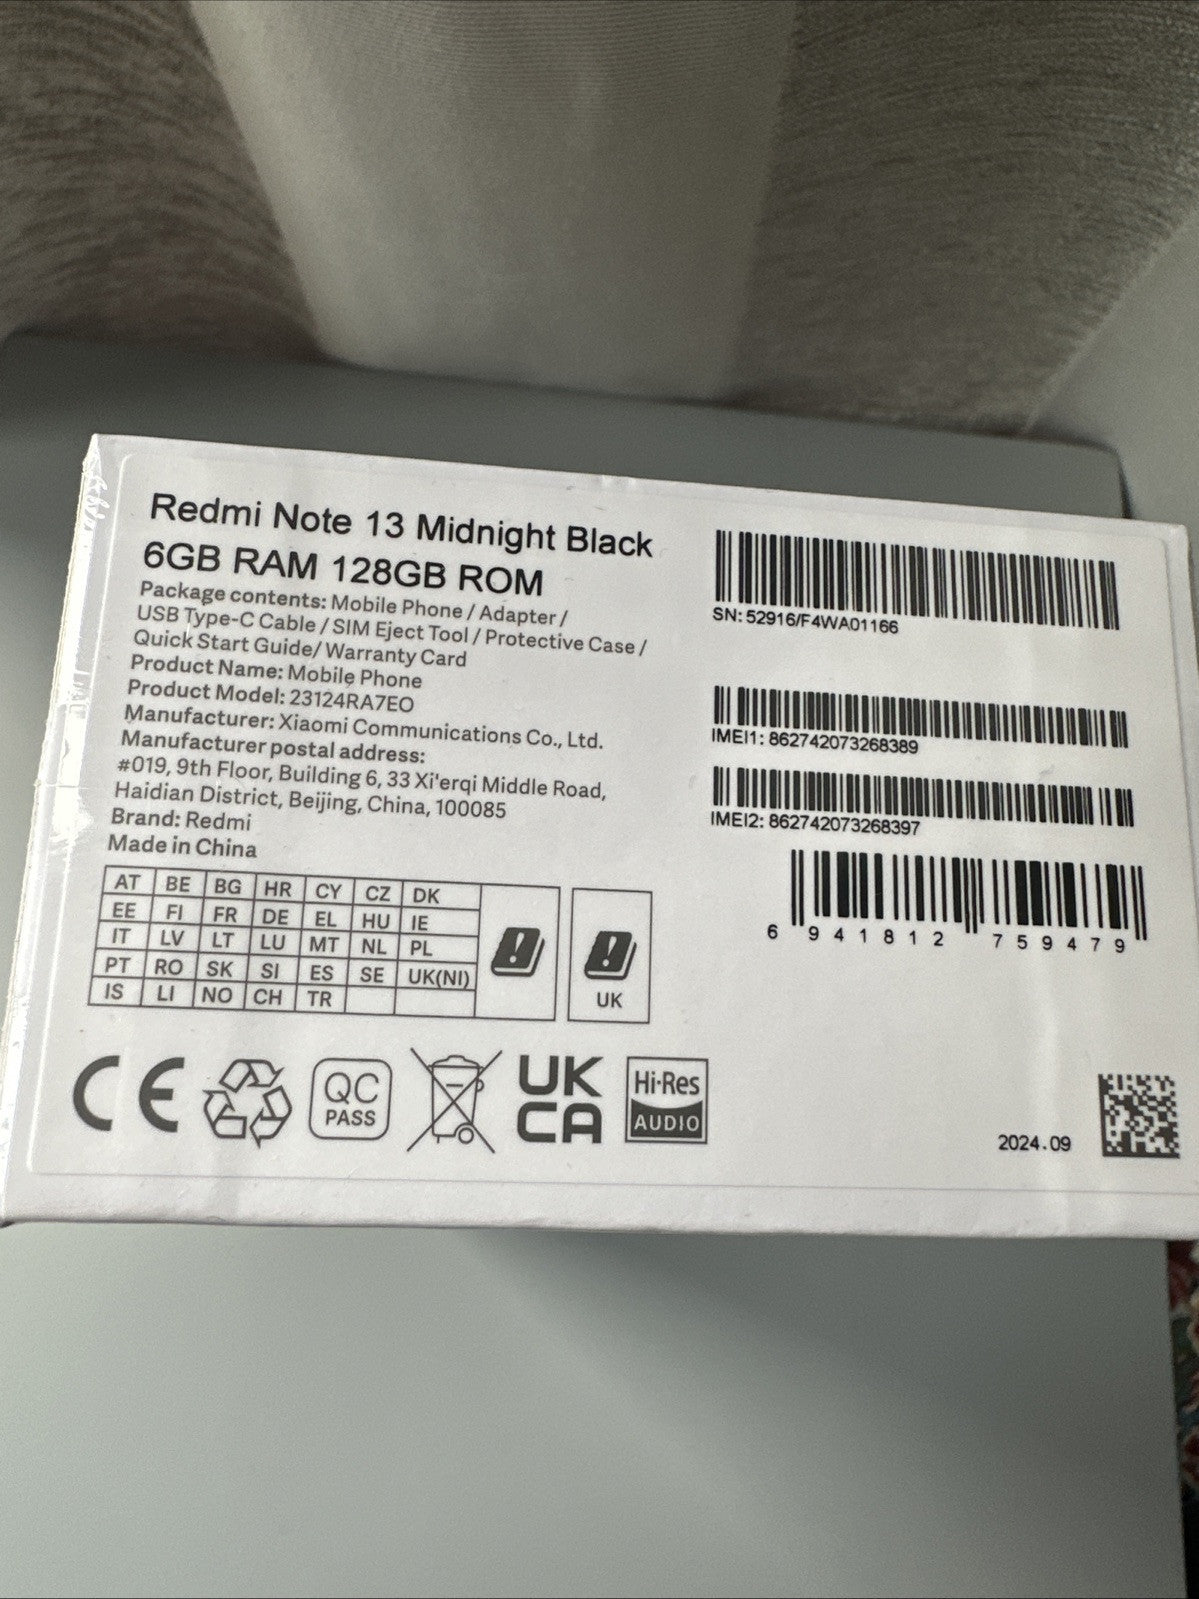 Redmi Note 13 Midnight Black
6GB RAM 128GB ROM
Package contents: Mobile Phone / Adapter /
USB Type-C Cable / SIM Eject Tool / Protective Case /
Quick Start Guide/ Warranty Card
Product Name: Mobile Phone
Product Model: 23124RA7EO
Manufacturer: Xiaomi Communications Co., Ltd.
Manufacturer postal address:
#019, 9th Floor, Building 6, 33 Xi'erqi Middle Road,
Haidian District, Beijing, China, 100085
Brand: Redmi
Made in China
AT BE BG HR CY CZ DK
EE FI FR DE EL HU IE
IT LV LT LU MT NL PL
PT RO SK SI ES SE UK(NI)
IS LI NO CH TR
UK
CE
QC
PASS
UK
CA
Hi-Res
AUDIO
SN: 52916/F4WA01166
IMEI1: 862742073268389
IMEI2: 862742073268397
6 941812 759479
2024.09